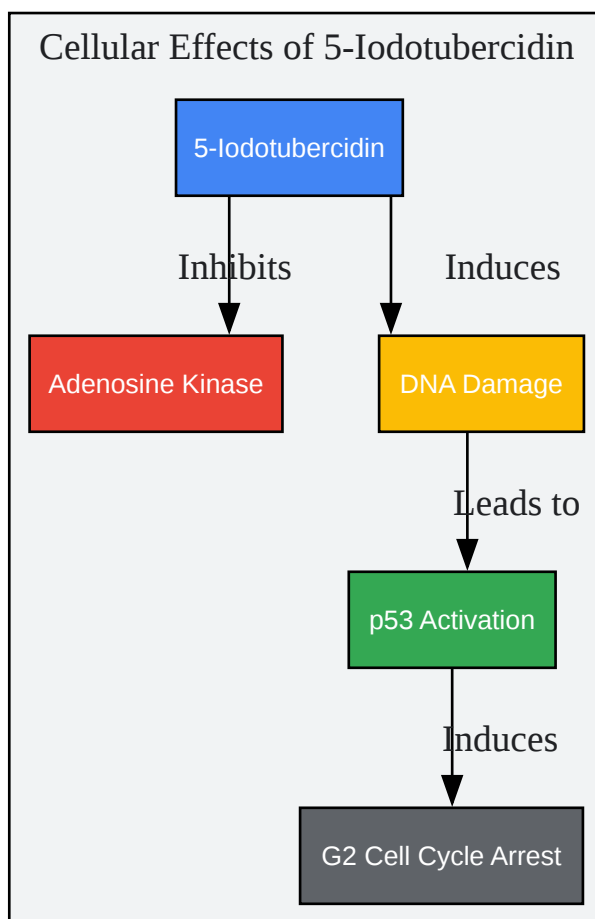 Cellular Effects of 5-Iodotubercidin
5-Iodotubercidin
Inhibits
Induces
Adenosine Kinase
DNA Damage
Leads to
p53 Activation
Induces
G2 Cell Cycle Arrest